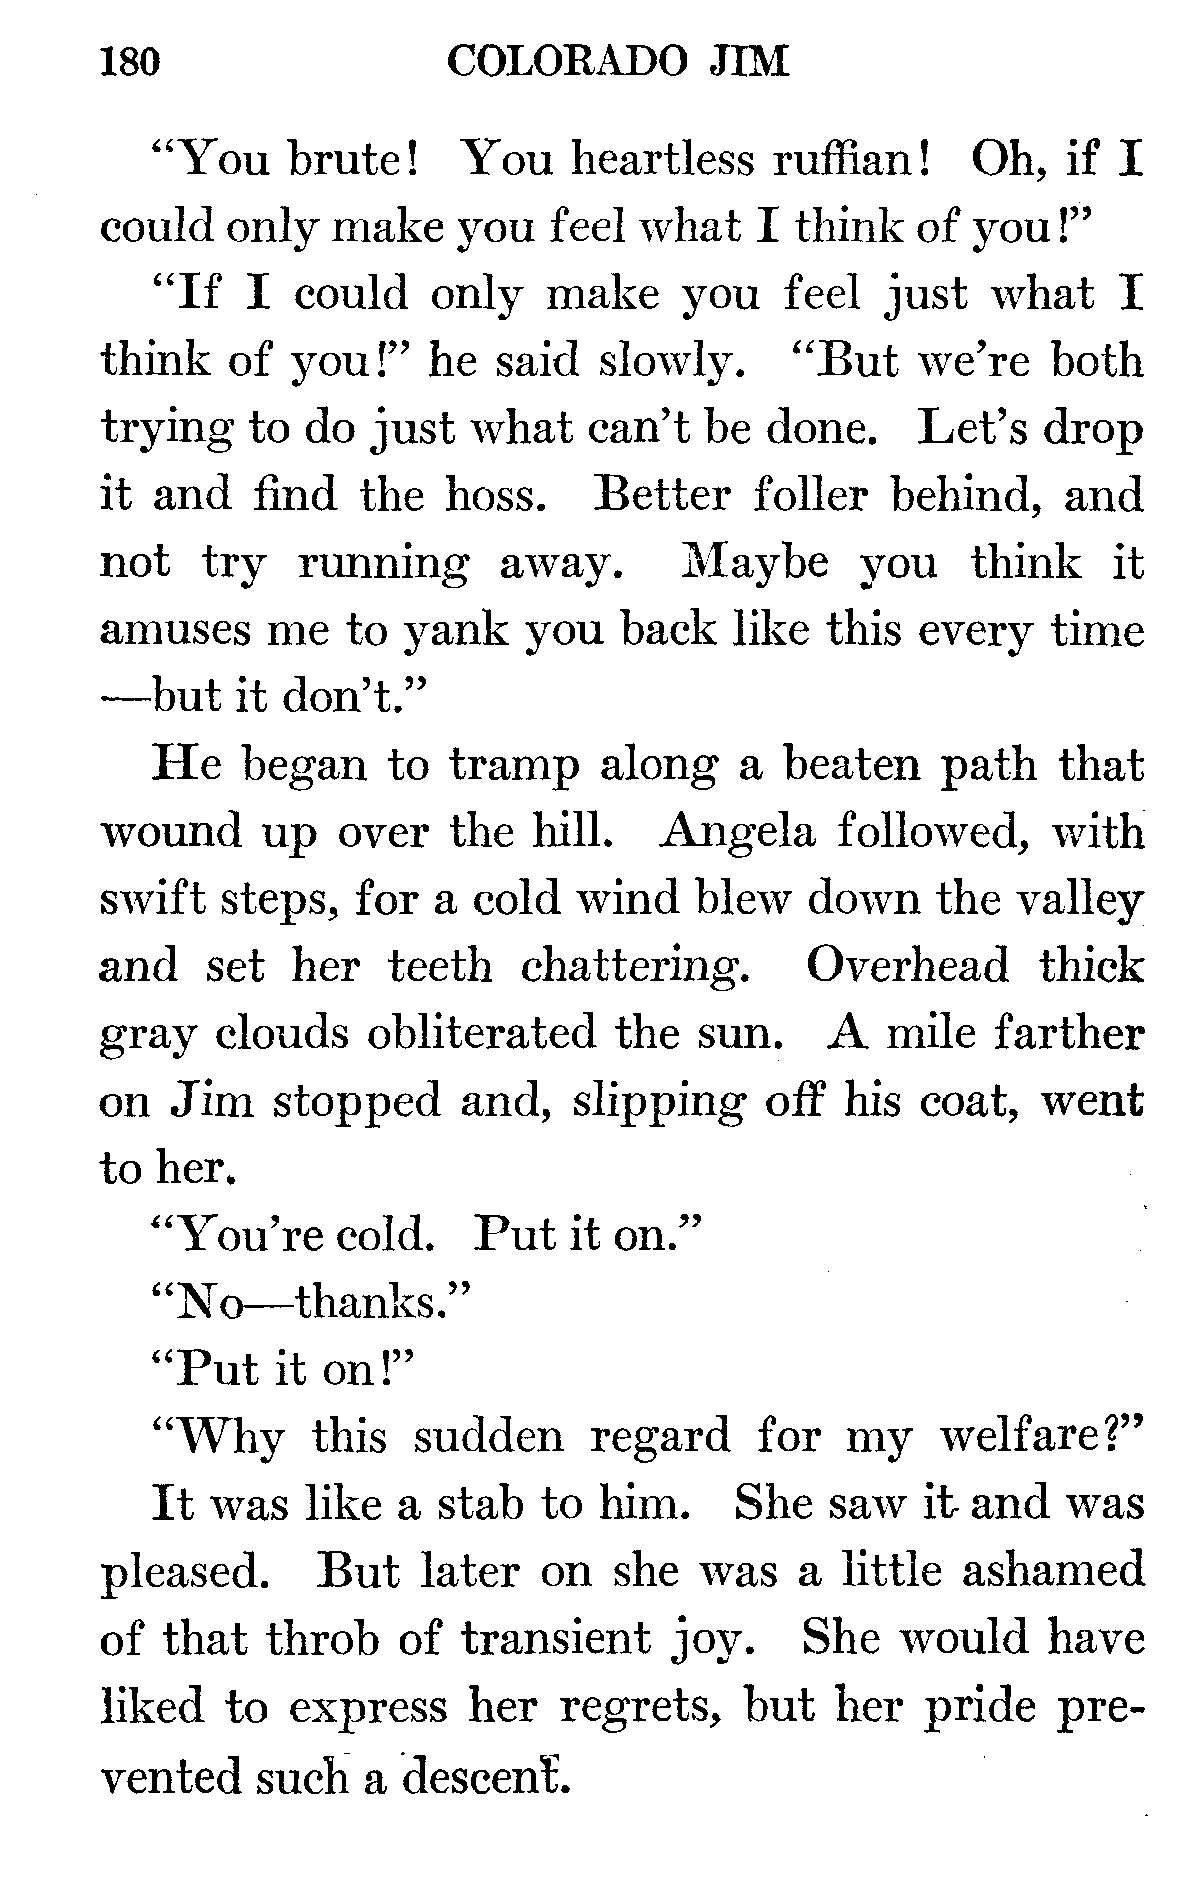 180 COLORADO JIM
“You brute! You heartless ruffian! Oh, if I
could only make you feel what I think of you!”
“If I could only make you feel just what I
think of you!” he said slowly. “But we’re both
trying to do just what can’t be done. Let’s drop
it and find the hoss. Better foller behind, and
not try running away. Maybe you think it
amuses me to yank you back like this every time
—but it don’t.”
He began to tramp along a beaten path that
wound up over the hill. Angela followed, with
swift steps, for a cold wind blew down the valley
and set her teeth chattering. Overhead thick
gray clouds obliterated the sun. A mile farther
on Jim stopped and, slipping off his coat, went
to her.
“You’re cold. Put it on.”
“No—thanks.”
“Put it on!”
“Why this sudden regard for my welfare?”
It was like a stab to him. She saw it and was
pleased. But later on she was a little ashamed
of that throb of transient joy. She would have
liked to express her regrets, but her pride pre-
vented such a descent.